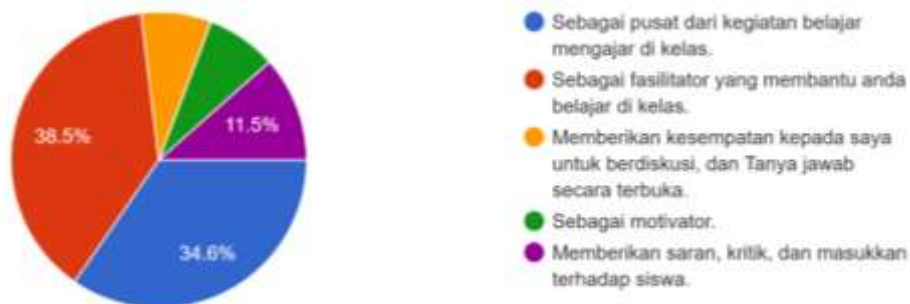 38.5%
11.5%
34.6%
Sebagai pusat dari kegiatan belajar
mengajar di kelas.
Sebagai fasilitator yang membantu anda
belajar di kelas.
Memberikan kesempatan kepada saya
untuk berdiskusi, dan Tanya jawab
secara terbuka.
Sebagai motivator.
Memberikan saran, kritik, dan masukkan
terhadap siswa.